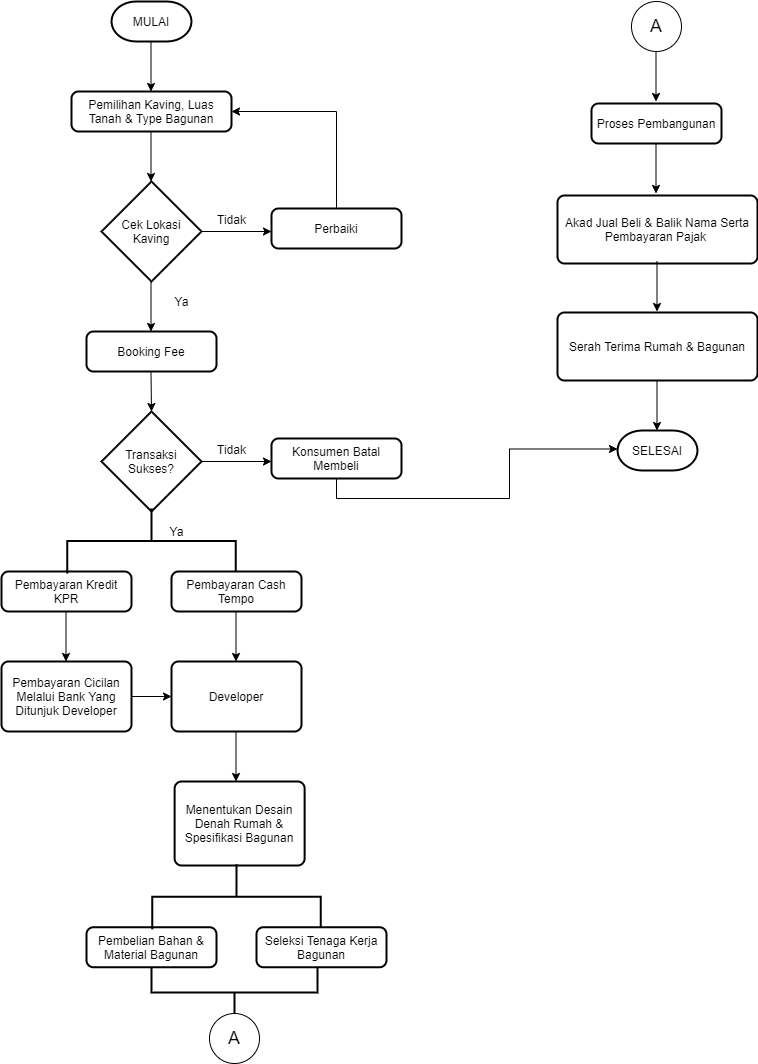 MULAI
Pemilihan Kaving, Luas
Tanah & Type Bagunan
Cek Lokasi
Kaving
Tidak
Perbaiki
Ya
Booking Fee
Transaksi
Sukses?
Tidak
Konsumen Batal
Membeli
Ya
Pembayaran Kredit
KPR
Pembayaran Cash
Tempo
Pembayaran Cicilan
Melalui Bank Yang
Ditunjuk Developer
Developer
Menentukan Desain
Denah Rumah &
Spesifikasi Bagunan
Pembelian Bahan &
Material Bagunan
Seleksi Tenaga Kerja
Bagunan
A
A
Proses Pembangunan
Akad Jual Beli & Balik Nama Serta
Pembayaran Pajak
Serah Terima Rumah & Bagunan
SELESAI